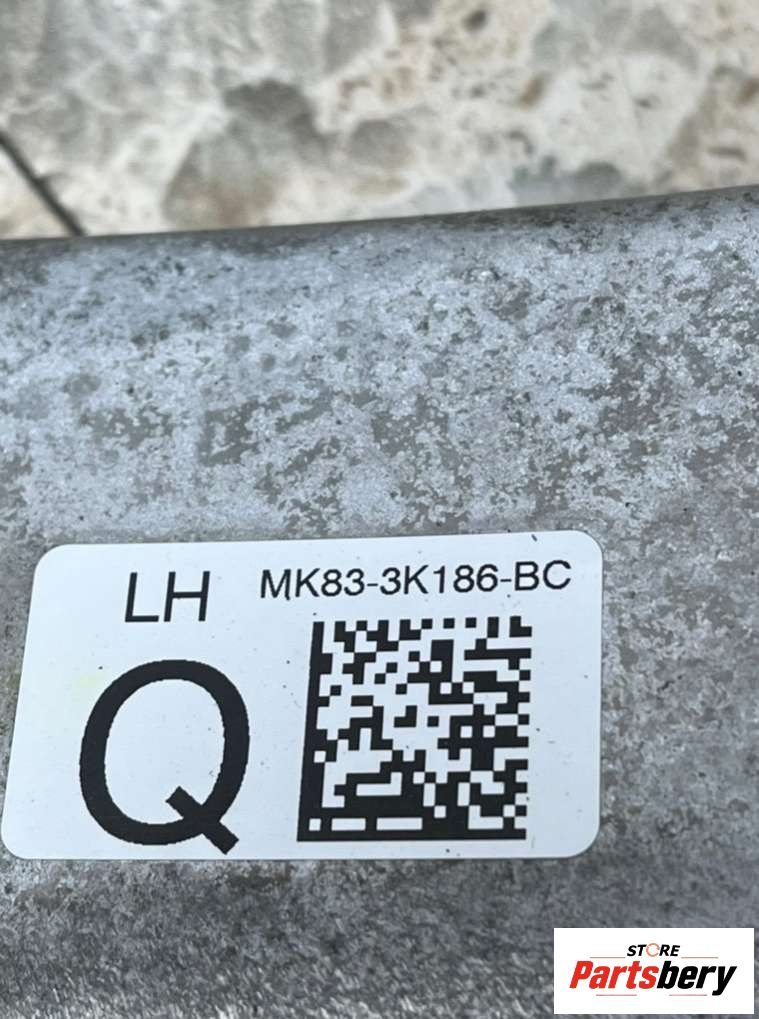 LH MK83-3K186-BC
Q
STORE
Partsbery